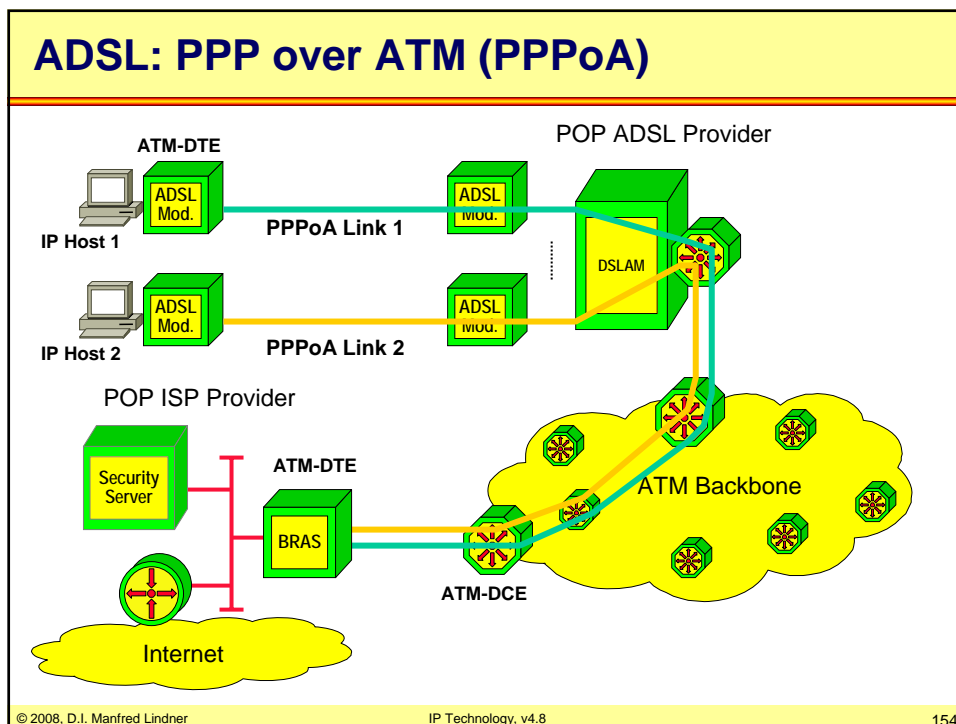 ADSL: PPP over ATM (PPPoA)
POP ADSL Provider
ATM-DTE
ADSL
Mod.
ADSL
Mod.
PPPoA Link 1
IP Host 1
DSLAM
ADSL
Mod.
ADSL
Mod.
PPPoA Link 2
IP Host 2
POP ISP Provider
Security
Server
ATM-DTE
BRAS
ATM Backbone
ATM-DCE
Internet
© 2008, D.I. Manfred Lindner
IP Technology, v4.8
154